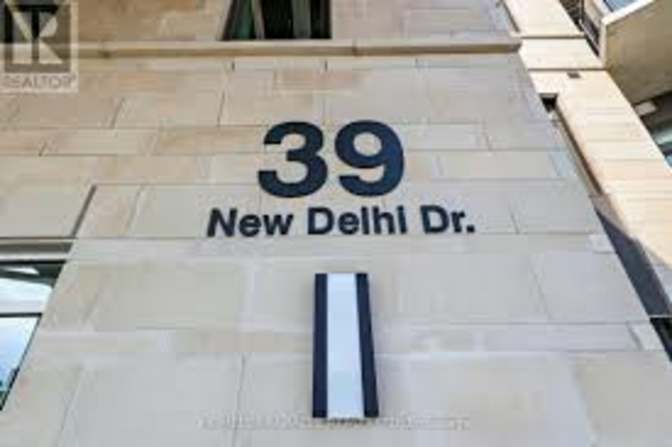 R
REALTOR
39
New Delhi Dr.